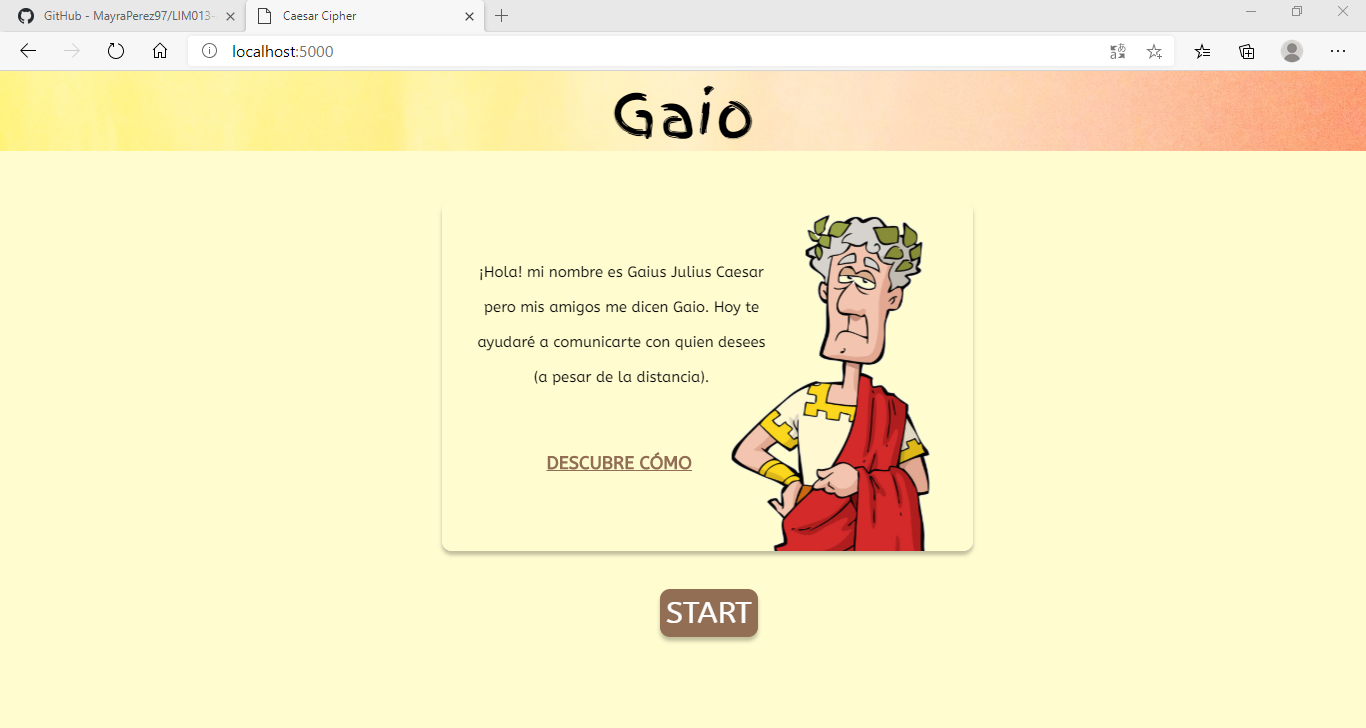 GitHub - MayraPerez97/LIM013-
Caesar Cipher
localhost:5000
Gaio
¡Hola! mi nombre es Gaius Julius Caesar
pero mis amigos me dicen Gaio. Hoy te
ayudaré a comunicarte con quien desees
(a pesar de la distancia).
DESCUBRE CÓMO
START